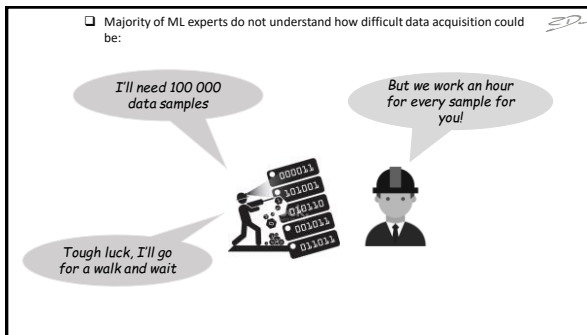 Majority of ML experts do not understand how difficult data acquisition could
be:
I'll need 100 000
data samples
But we work an hour
for every sample for
you!
000011
101001
010110
001011
011011
Tough luck, I'll go
for a walk and wait